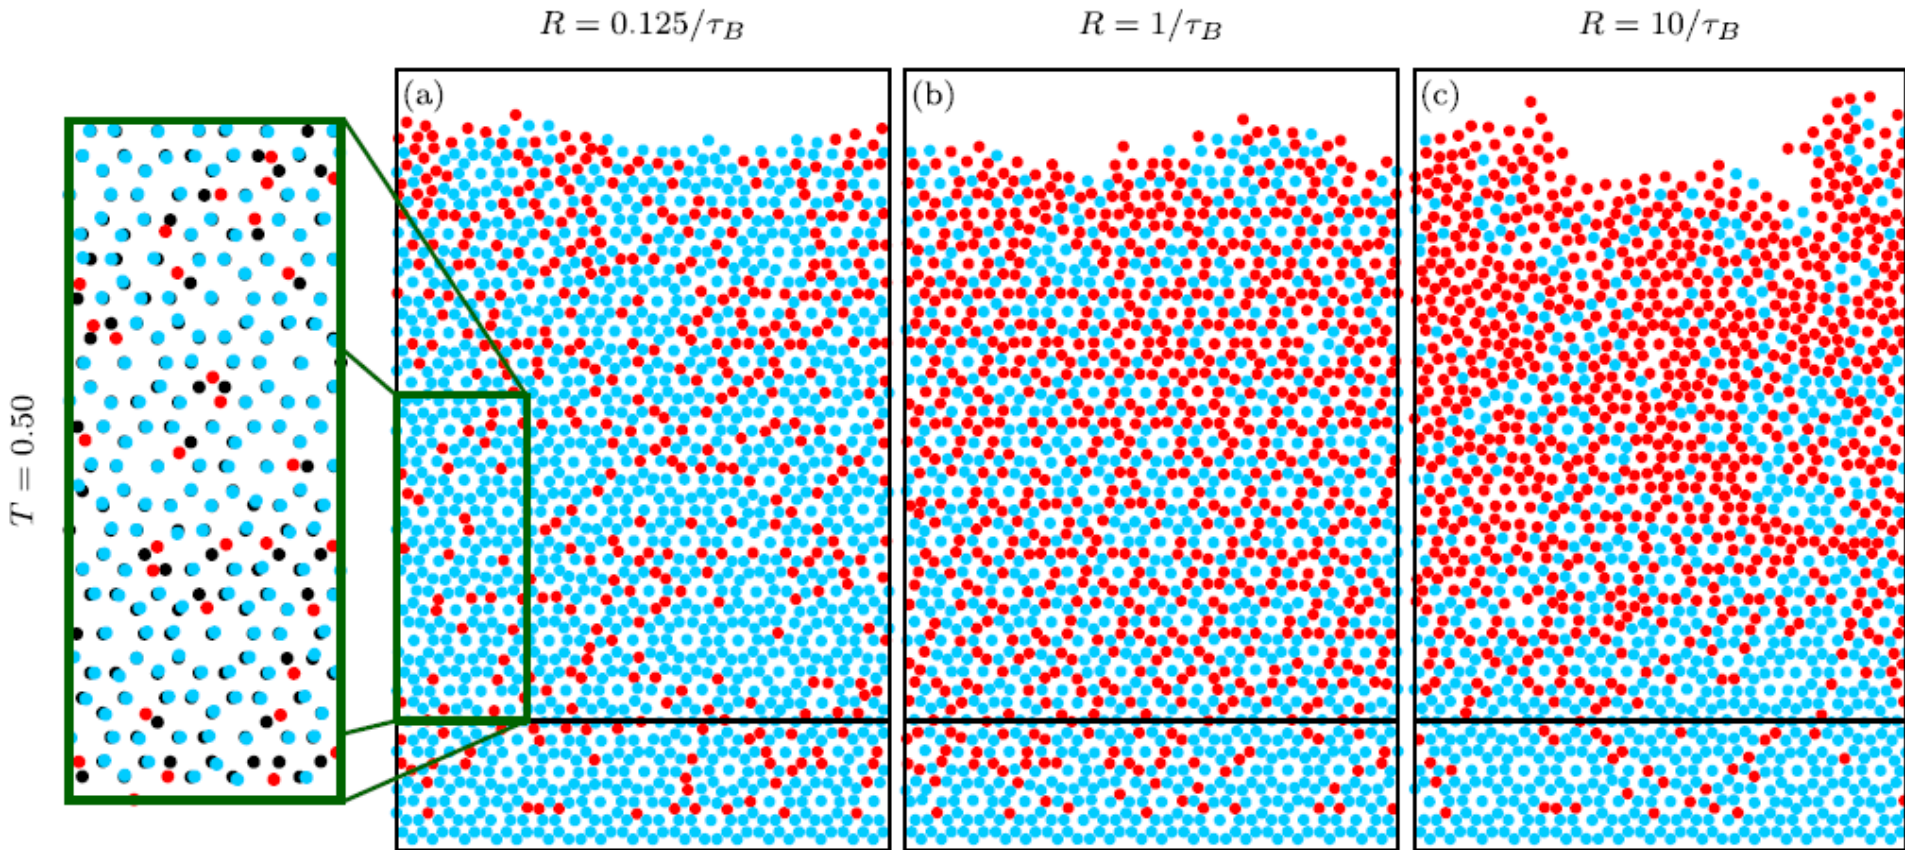 R = 0.125/τ_B
R = 1/τ_B
R = 10/τ_B
(a)
(b)
(c)
T = 0.50